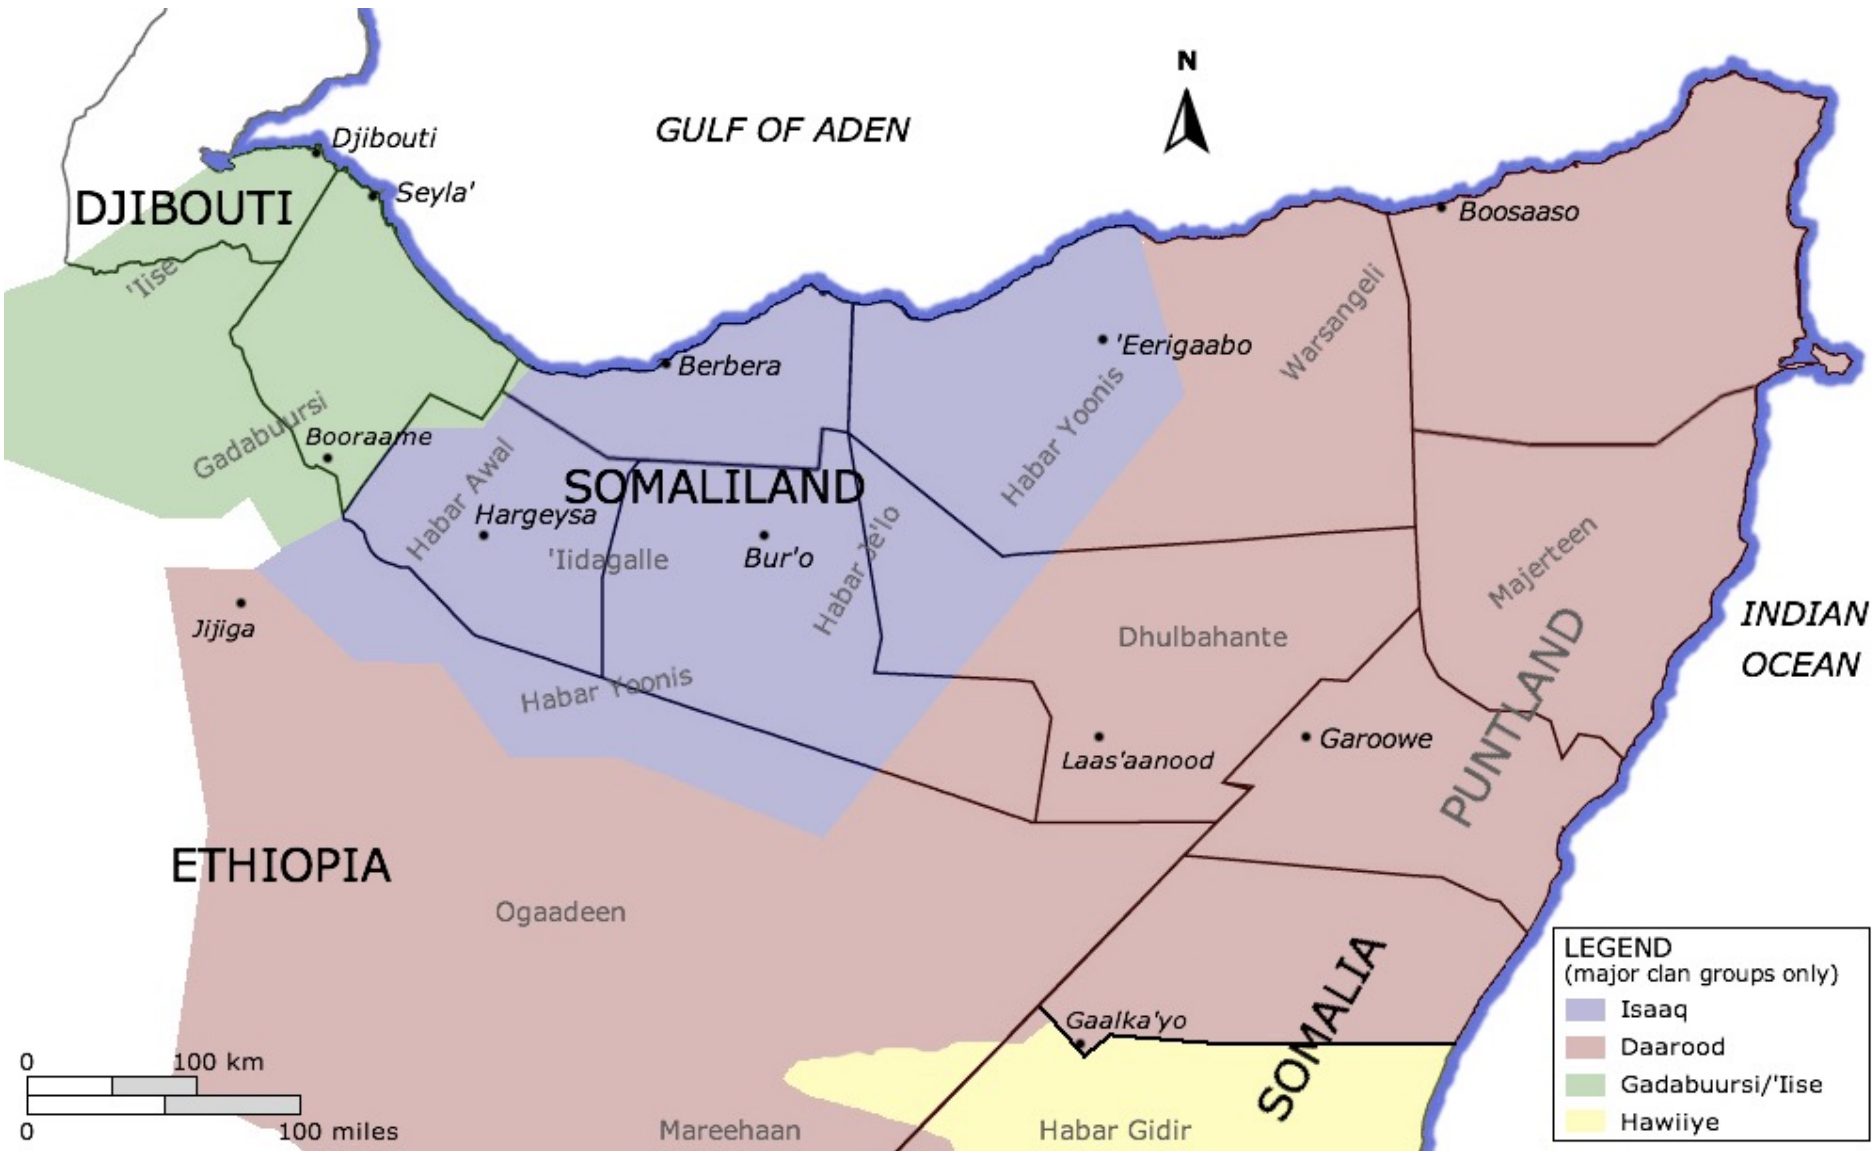 N
GULF OF ADEN
Djibouti
DJIBOUTI
Seyla'
Boosaaso
'Iise
Warsangeli
'Eerigaabo
Berbera
Gadabuursi
Booraame
Habar Awal
Habar Yoonis
SOMALILAND
Hargeysa
'Iidagalle
Bur'o
Habar Je'lo
Majerteen
Jijiga
Dhulbahante
INDIAN
OCEAN
Habar Yoonis
Laas'aanood
Garoowe
PUNTLAND
ETHIOPIA
Ogaadeen
Gaalka'yo
SOMALIA
Mareehaan
Habar Gidir
0
100 km
0
100 miles
LEGEND
(major clan groups only)
Isaaq
Daarood
Gadabuursi/'Iise
Hawiiye